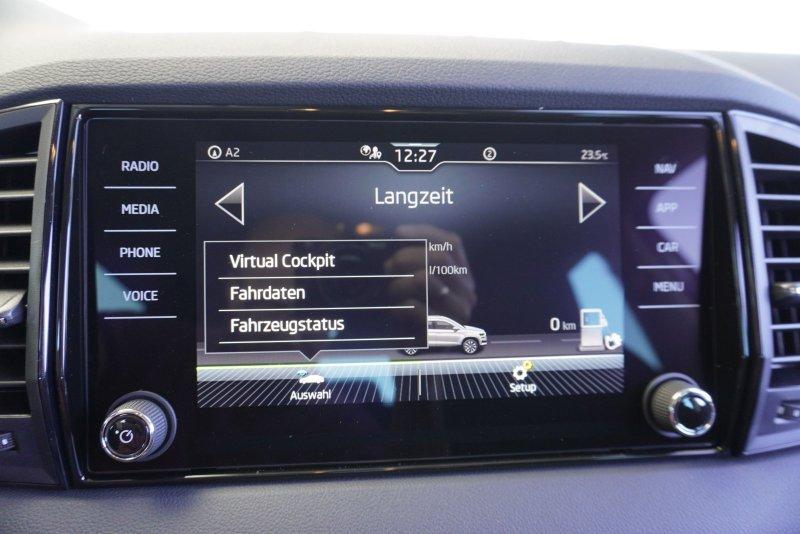 RADIO
MEDIA
PHONE
VOICE
A2
12:27
2
23.5°C
Langzeit
km/h
l/100km
Virtual Cockpit
Fahrdaten
Fahrzeugstatus
0 km
Auswahl
Setup
NAV
APP
CAR
MENU